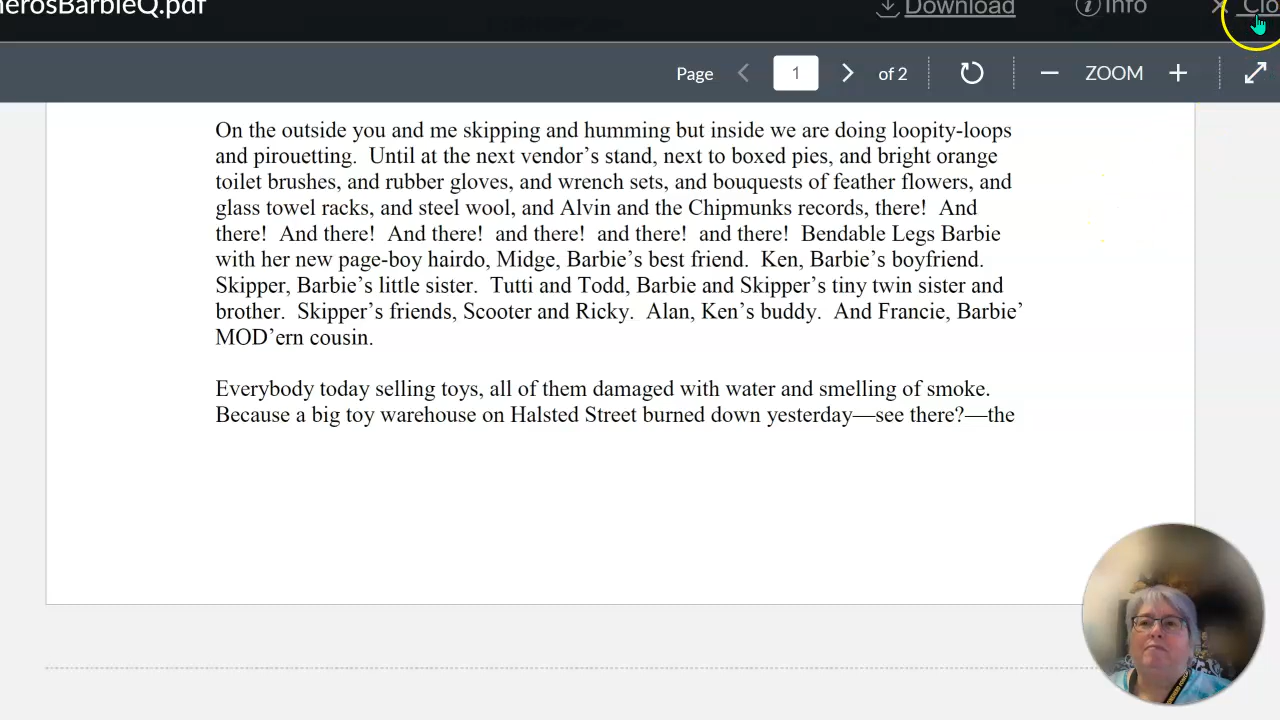 nerosBarbieQ.pdf
Download
Info
Clo
Page
1
of 2
ZOOM
On the outside you and me skipping and humming but inside we are doing loopity-loops
and pirouetting.  Until at the next vendor’s stand, next to boxed pies, and bright orange
toilet brushes, and rubber gloves, and wrench sets, and bouquests of feather flowers, and
glass towel racks, and steel wool, and Alvin and the Chipmunks records, there!  And
there!  And there!  And there!  and there!  and there!  and there!  Bendable Legs Barbie
with her new page-boy hairdo, Midge, Barbie’s best friend.  Ken, Barbie’s boyfriend.
Skipper, Barbie’s little sister.  Tutti and Todd, Barbie and Skipper’s tiny twin sister and
brother.  Skipper’s friends, Scooter and Ricky.  Alan, Ken’s buddy.  And Francie, Barbie’
MOD’ern cousin.
Everybody today selling toys, all of them damaged with water and smelling of smoke.
Because a big toy warehouse on Halsted Street burned down yesterday—see there?—the